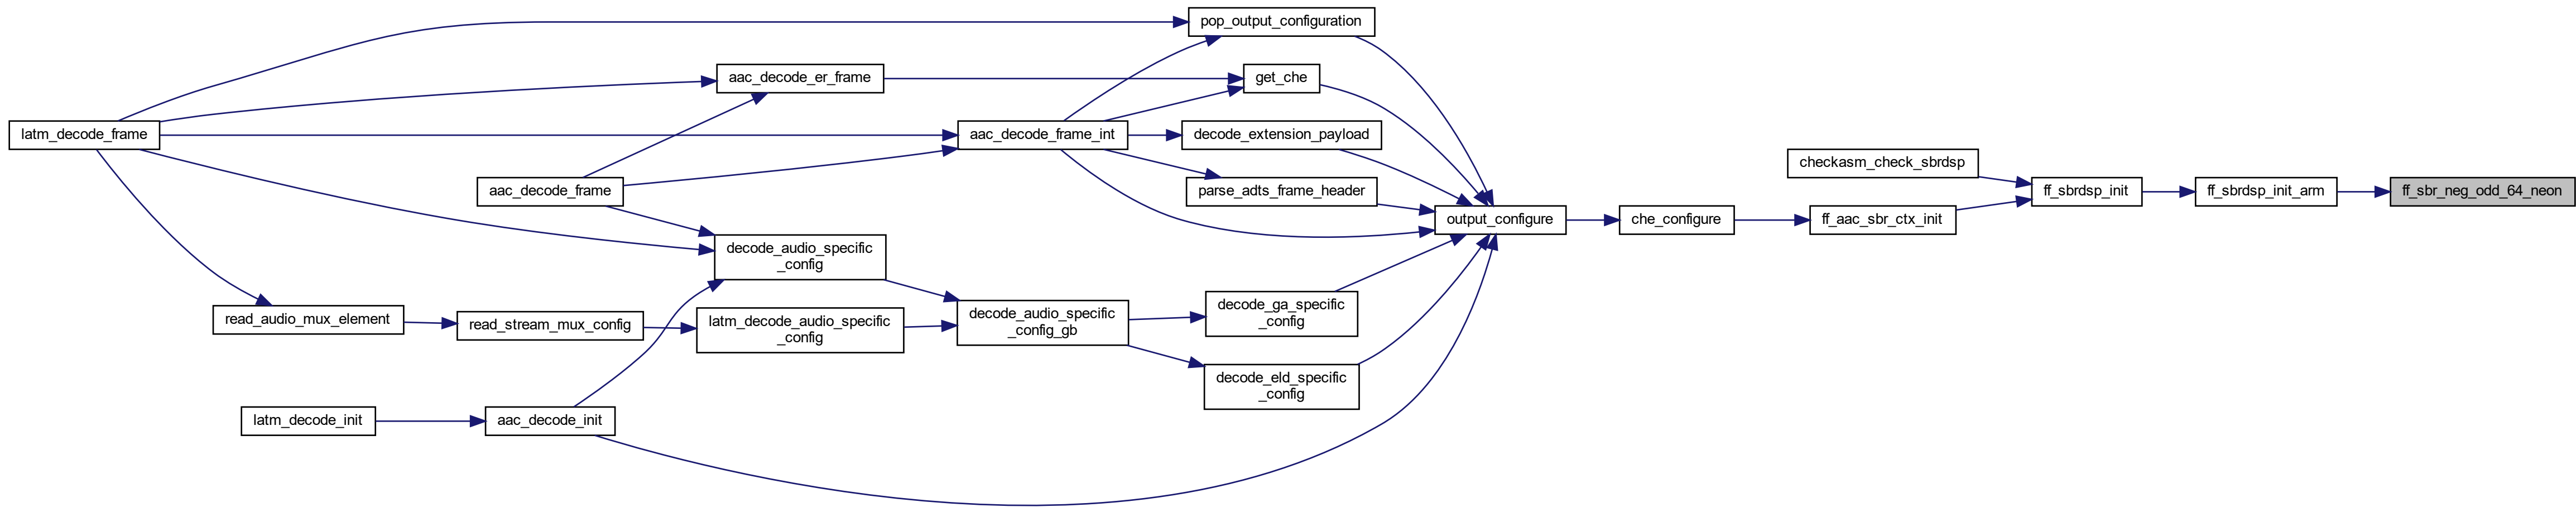 pop_output_configuration
aac_decode_er_frame
get_che
latm_decode_frame
aac_decode_frame_int
decode_extension_payload
checkasm_check_sbrdsp
aac_decode_frame
parse_adts_frame_header
ff_sbrdsp_init
ff_sbrdsp_init_arm
ff_sbr_neg_odd_64_neon
output_configure
che_configure
ff_aac_sbr_ctx_init
decode_audio_specific
_config
read_audio_mux_element
read_stream_mux_config
latm_decode_audio_specific
_config
decode_audio_specific
_config_gb
decode_ga_specific
_config
decode_eld_specific
_config
latm_decode_init
aac_decode_init